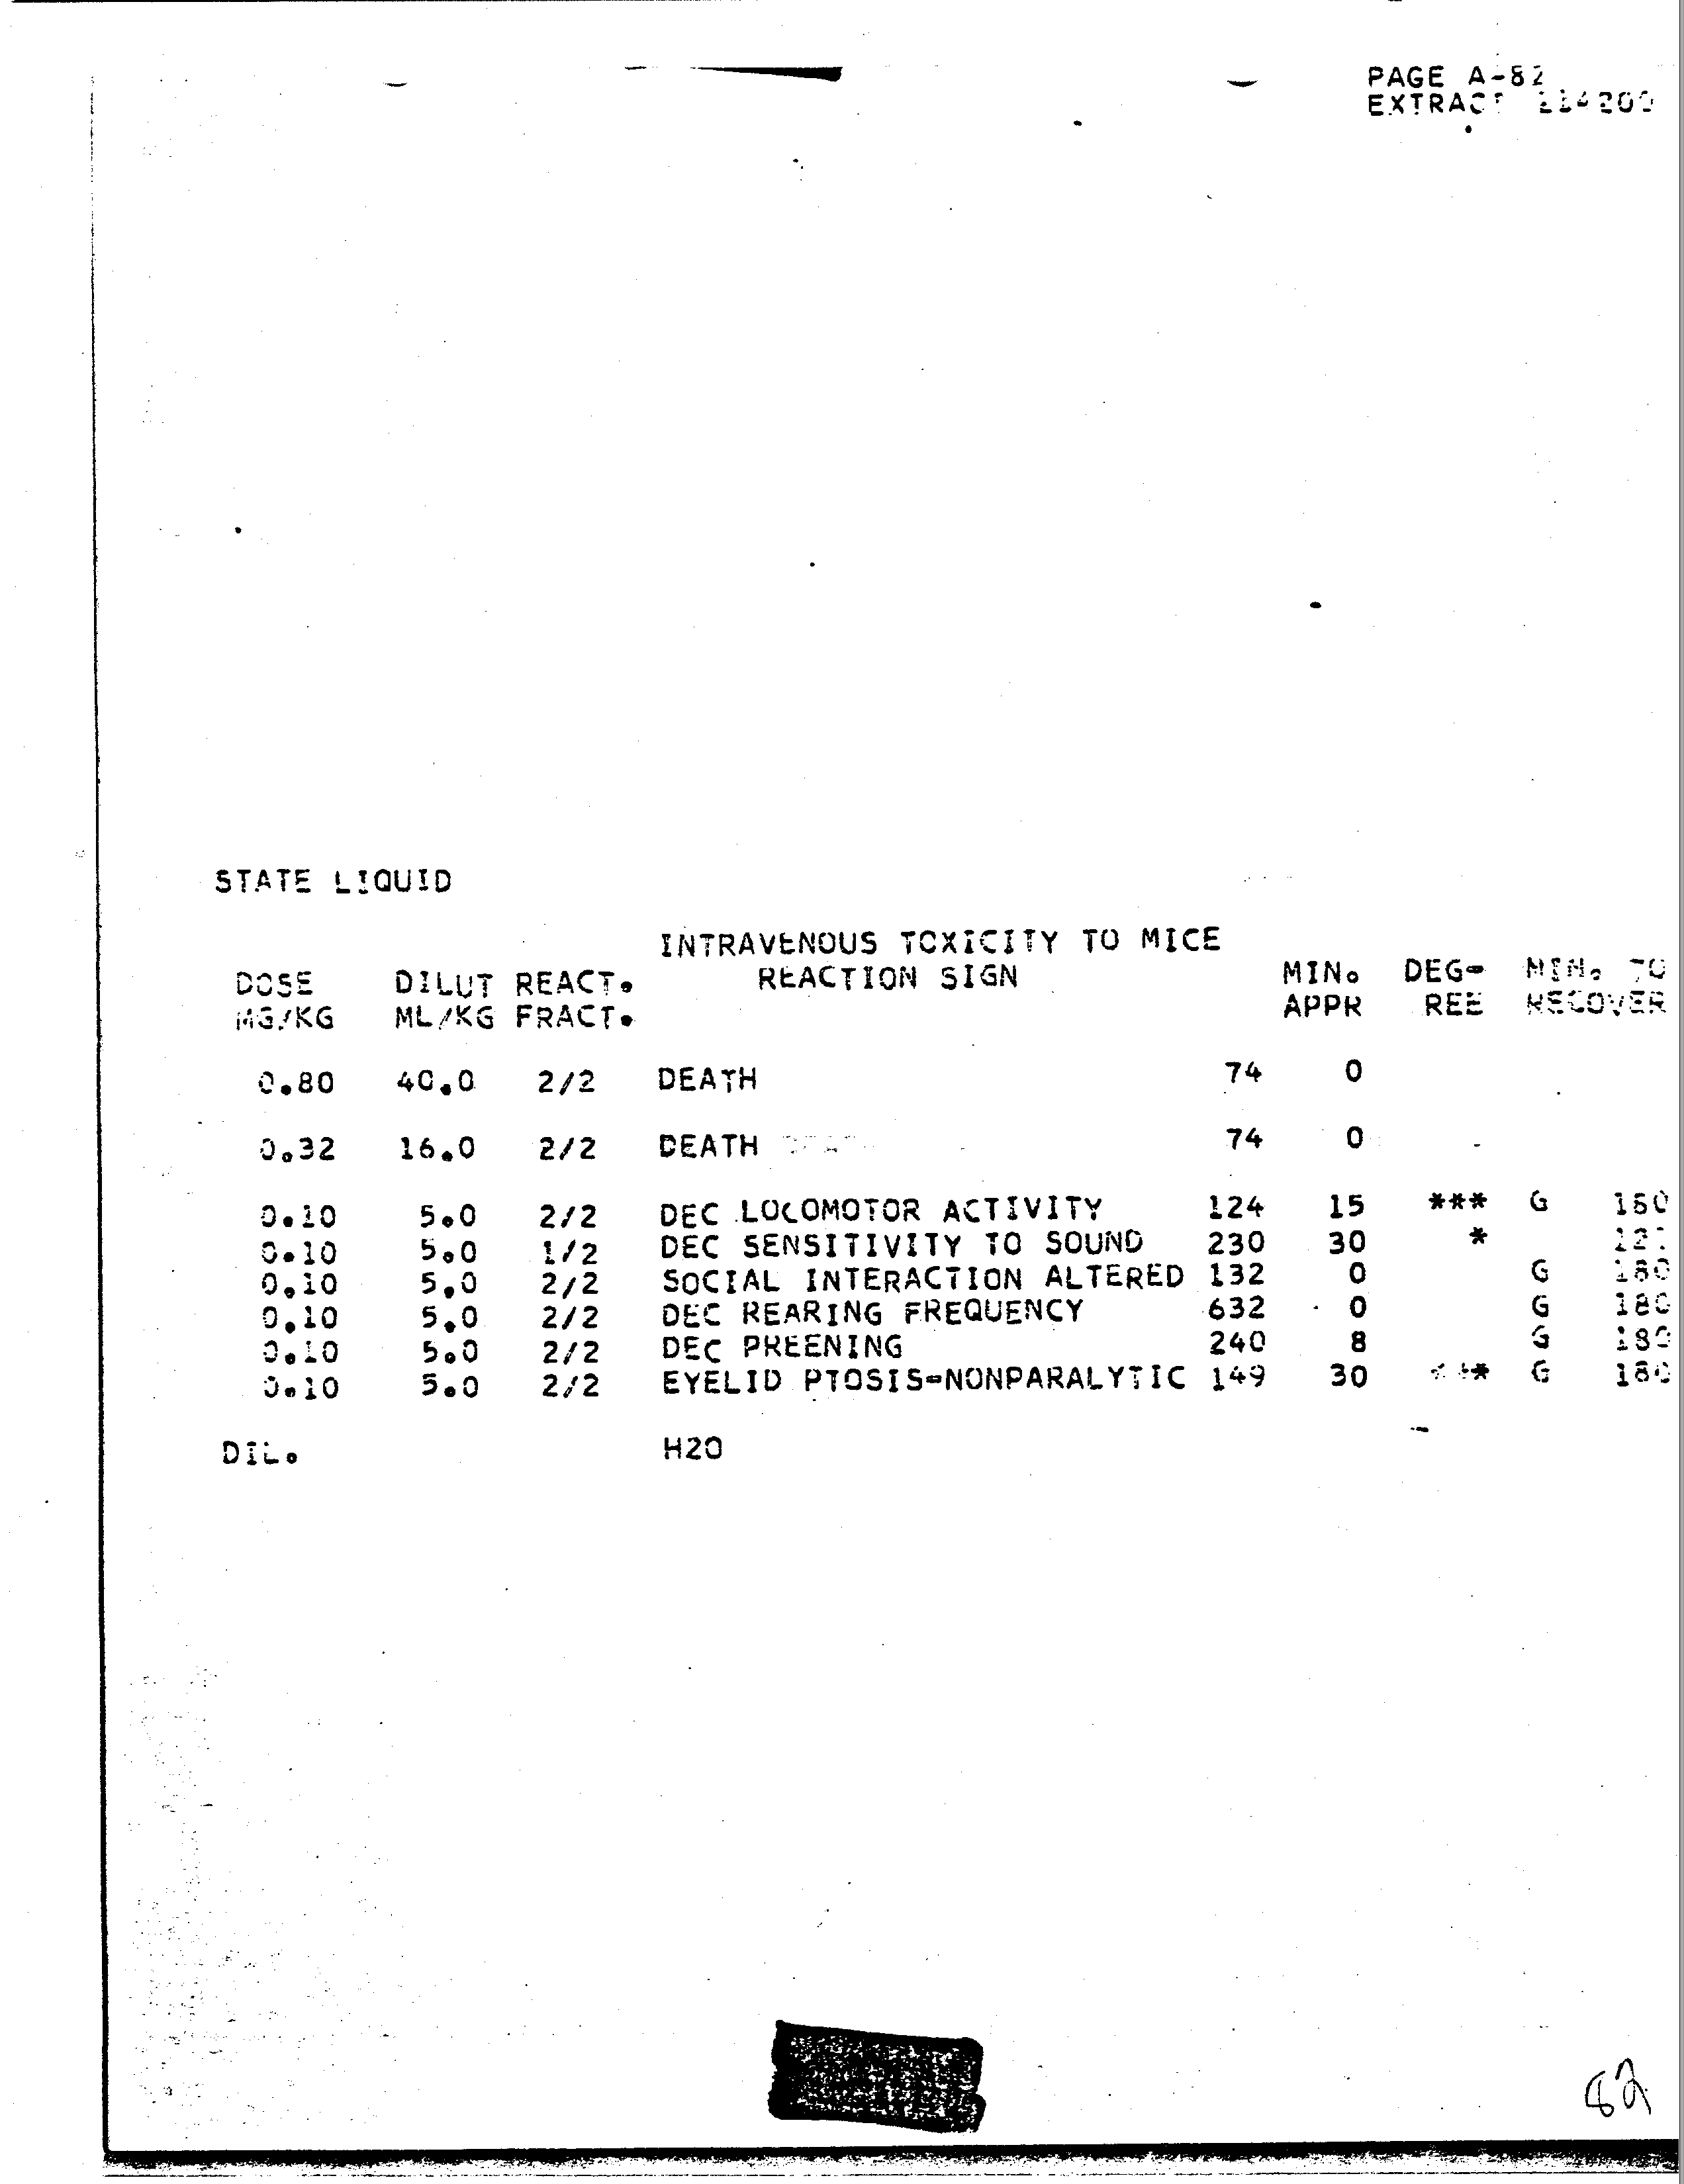 PAGE A-82
EXTRACT
STATE LIQUID
INTRAVENOUS TOXICITY TO MICE
DOSE DILUT REACT. REACTION SIGN MIN. DEG- MIN. TO
MG/KG ML/KG FRACT. APPR REE RECOVER
0.80 40.0 2/2 DEATH 74 0
0.32 16.0 2/2 DEATH 74 0
0.10 5.0 2/2 DEC LOCOMOTOR ACTIVITY 124 15 *** G 180
0.10 5.0 1/2 DEC SENSITIVITY TO SOUND 230 30 *
0.10 5.0 2/2 SOCIAL INTERACTION ALTERED 132 0 G 180
0.10 5.0 2/2 DEC REARING FREQUENCY 632 0 G 180
0.10 5.0 2/2 DEC PREENING 240 8 G 180
0.10 5.0 2/2 EYELID PTOSIS-NONPARALYTIC 149 30 *** G 180
DIL. H2O
82